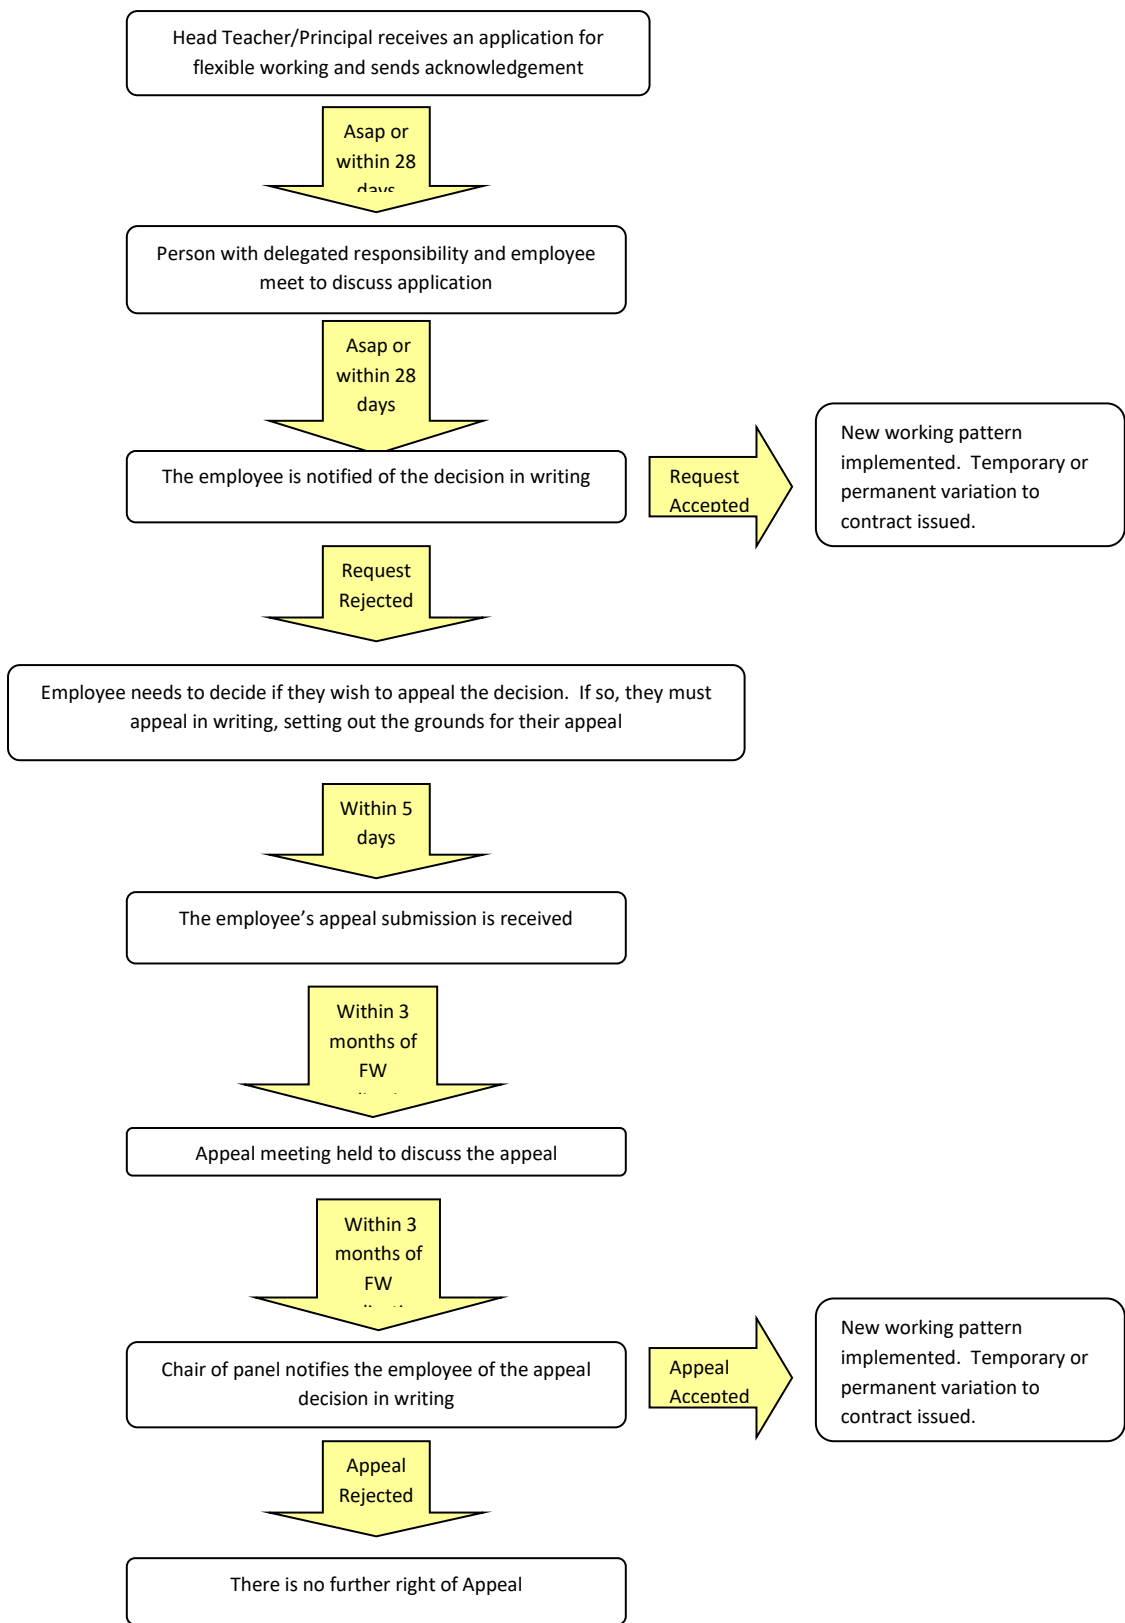 Head Teacher/Principal receives an application for
flexible working and sends acknowledgement
Asap or
within 28
days
Person with delegated responsibility and employee
meet to discuss application
Asap or
within 28
days
The employee is notified of the decision in writing
Request
Accepted
New working pattern
implemented.  Temporary or
permanent variation to
contract issued.
Request
Rejected
Employee needs to decide if they wish to appeal the decision.  If so, they must
appeal in writing, setting out the grounds for their appeal
Within 5
days
The employee’s appeal submission is received
Within 3
months of
FW
Appeal meeting held to discuss the appeal
Within 3
months of
FW
Chair of panel notifies the employee of the appeal
decision in writing
Appeal
Accepted
New working pattern
implemented.  Temporary or
permanent variation to
contract issued.
Appeal
Rejected
There is no further right of Appeal